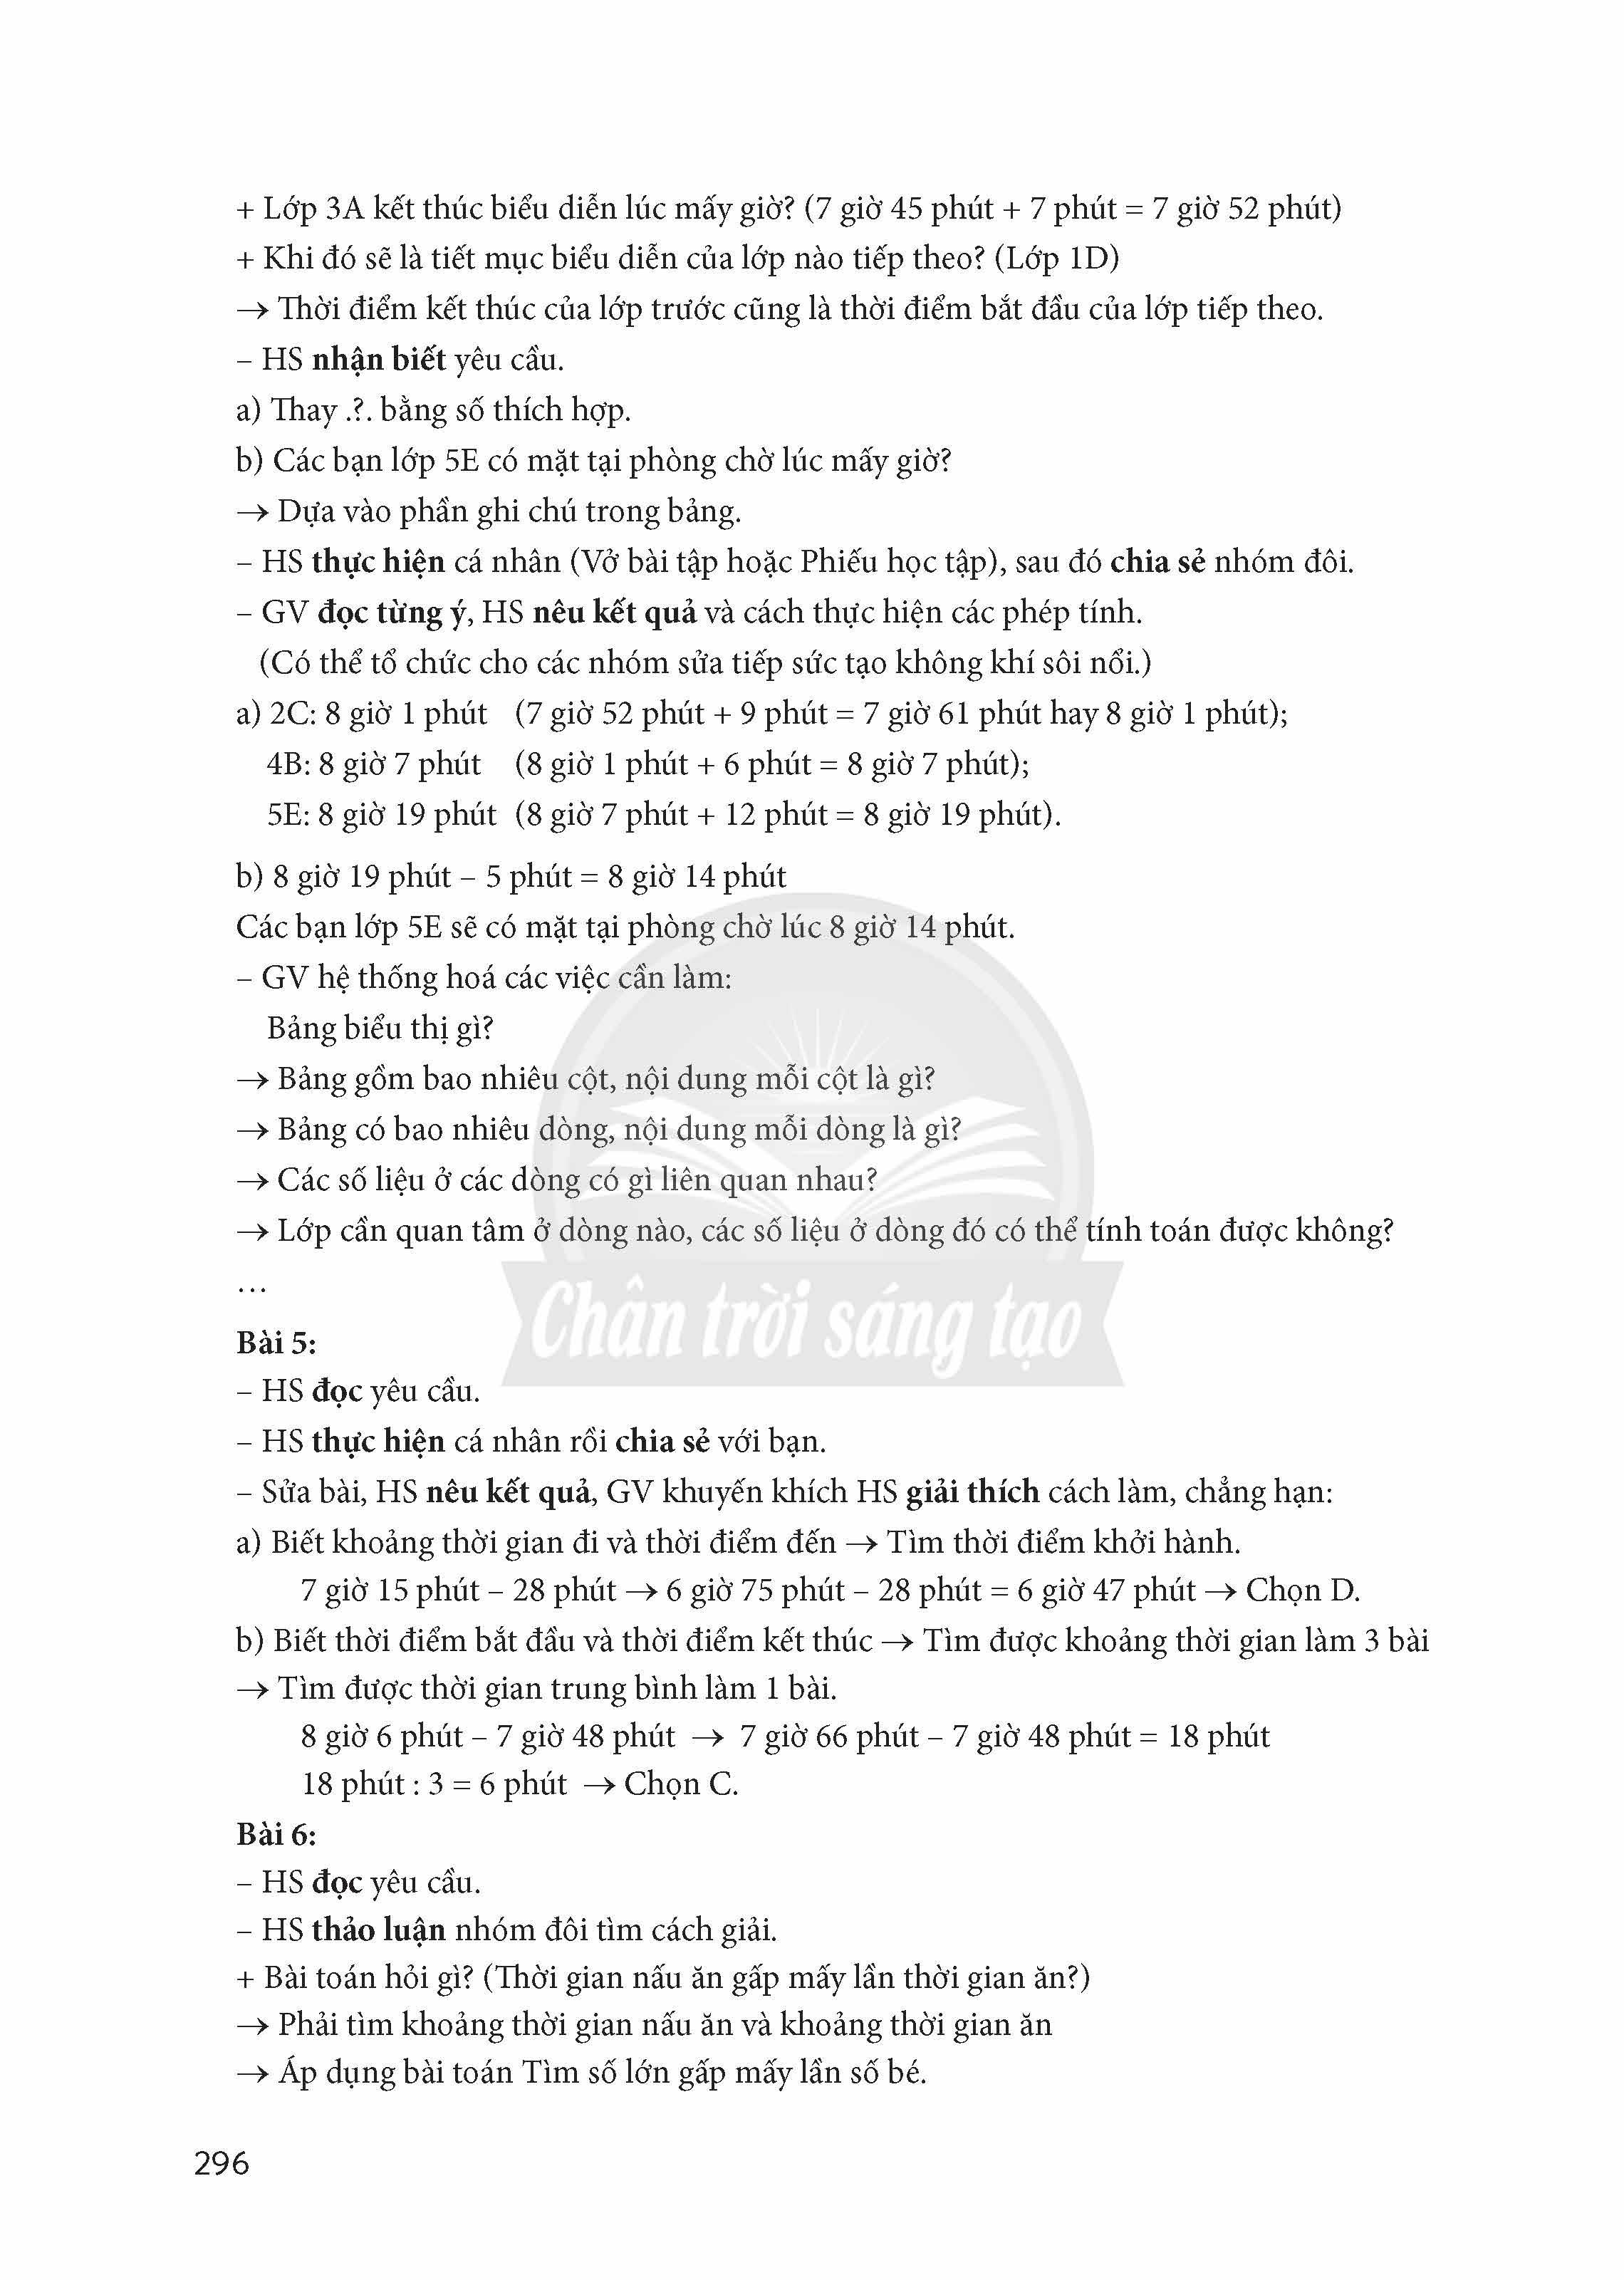 + Lớp 3A kết thúc biểu diễn lúc mấy giờ? (7 giờ 45 phút + 7 phút = 7 giờ 52 phút)
+ Khi đó sẽ là tiết mục biểu diễn của lớp nào tiếp theo? (Lớp 1D)
→ Thời điểm kết thúc của lớp trước cũng là thời điểm bắt đầu của lớp tiếp theo.
– HS nhận biết yêu cầu.
a) Thay .?. bằng số thích hợp.
b) Các bạn lớp 5E có mặt tại phòng chờ lúc mấy giờ?
→ Dựa vào phần ghi chú trong bảng.
– HS thực hiện cá nhân (Vở bài tập hoặc Phiếu học tập), sau đó chia sẻ nhóm đôi.
– GV đọc từng ý, HS nêu kết quả và cách thực hiện các phép tính.
(Có thể tổ chức cho các nhóm sửa tiếp sức tạo không khí sôi nổi.)
a) 2C: 8 giờ 1 phút (7 giờ 52 phút + 9 phút = 7 giờ 61 phút hay 8 giờ 1 phút);
4B: 8 giờ 7 phút (8 giờ 1 phút + 6 phút = 8 giờ 7 phút);
5E: 8 giờ 19 phút (8 giờ 7 phút + 12 phút = 8 giờ 19 phút).
b) 8 giờ 19 phút – 5 phút = 8 giờ 14 phút
Các bạn lớp 5E sẽ có mặt tại phòng chờ lúc 8 giờ 14 phút.
– GV hệ thống hoá các việc cần làm:
Bảng biểu thị gì?
→ Bảng gồm bao nhiêu cột, nội dung mỗi cột là gì?
→ Bảng có bao nhiêu dòng, nội dung mỗi dòng là gì?
→ Các số liệu ở các dòng có gì liên quan nhau?
→ Lớp cần quan tâm ở dòng nào, các số liệu ở dòng đó có thể tính toán được không?
…
Chân trời sáng tạo
Bài 5:
– HS đọc yêu cầu.
– HS thực hiện cá nhân rồi chia sẻ với bạn.
– Sửa bài, HS nêu kết quả, GV khuyến khích HS giải thích cách làm, chẳng hạn:
a) Biết khoảng thời gian đi và thời điểm đến → Tìm thời điểm khởi hành.
7 giờ 15 phút – 28 phút → 6 giờ 75 phút – 28 phút = 6 giờ 47 phút → Chọn D.
b) Biết thời điểm bắt đầu và thời điểm kết thúc → Tìm được khoảng thời gian làm 3 bài
→ Tìm được thời gian trung bình làm 1 bài.
8 giờ 6 phút – 7 giờ 48 phút → 7 giờ 66 phút – 7 giờ 48 phút = 18 phút
18 phút : 3 = 6 phút → Chọn C.
Bài 6:
– HS đọc yêu cầu.
– HS thảo luận nhóm đôi tìm cách giải.
+ Bài toán hỏi gì? (Thời gian nấu ăn gấp mấy lần thời gian ăn?)
→ Phải tìm khoảng thời gian nấu ăn và khoảng thời gian ăn
→ Áp dụng bài toán Tìm số lớn gấp mấy lần số bé.
296